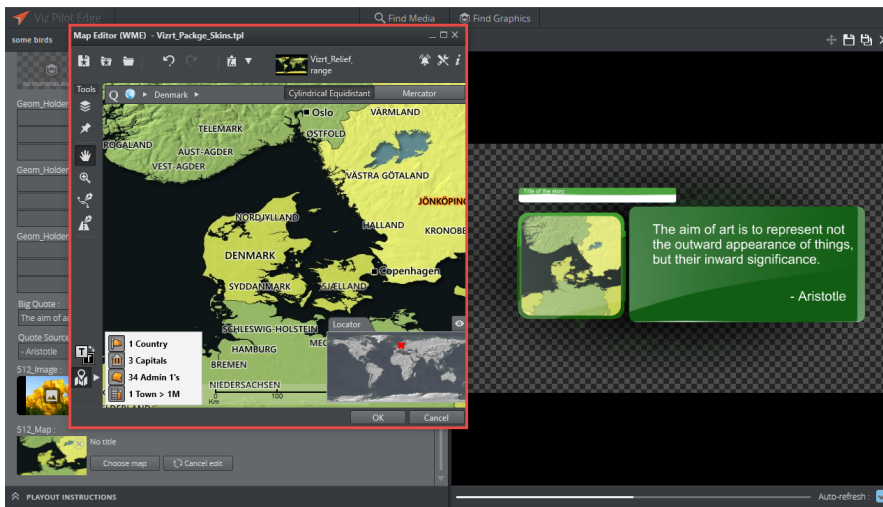 Viz Pilot Edge
Find Media
Find Graphics
some birds
Map Editor (WME) - Vizrt_Packge_Skins.tpl
Vizrt_Relief_
range
Tools
Denmark
Cylindrical Equidistant
Mercator
Geom_Holder
Geom_Holder
Geom_Holder
Oslo
VÄRMLAND
TELEMARK
ØSTFOLD
ROGALAND
AUST-AGDER
VEST-AGDER
VÄSTRA GÖTALAND
JÖNKÖPING
NORDJYLLAND
HALLAND
KRONOBE
DENMARK
Copenhagen
SYDDANMARK
SJÆLLAND
SCHLESWIG-HOLSTEIN
HAMBURG
MEC
BREMEN
NIEDERSACHSEN
0
100
Km
Locator
1 Country
3 Capitals
34 Admin 1's
1 Town > 1M
OK
Cancel
Big Quote :
The aim of a
Quote Source
- Aristotle
512_Image :
512_Map :
No title
Choose map
Cancel edit
PLAYOUT INSTRUCTIONS
Title of the story
The aim of art is to represent not
the outward appearance of things,
but their inward significance.
- Aristotle
Auto-refresh :